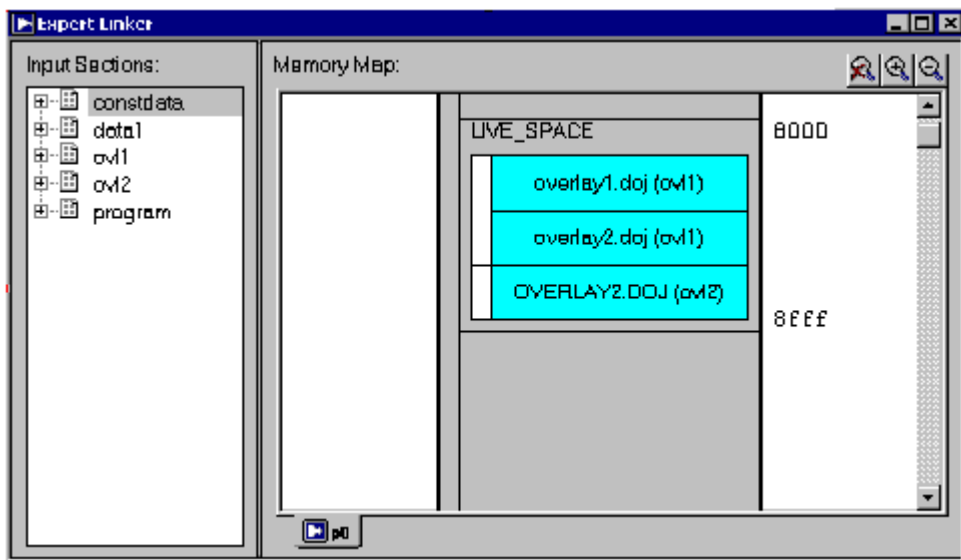 Expert Linker
Input Sections:
constdata
data1
ovl1
ovl2
program
Memory Map:
LIVE_SPACE
8000
overlay1.doj (ovl1)
overlay2.doj (ovl1)
OVERLAY2.DOJ (ovl2)
8fff
p0